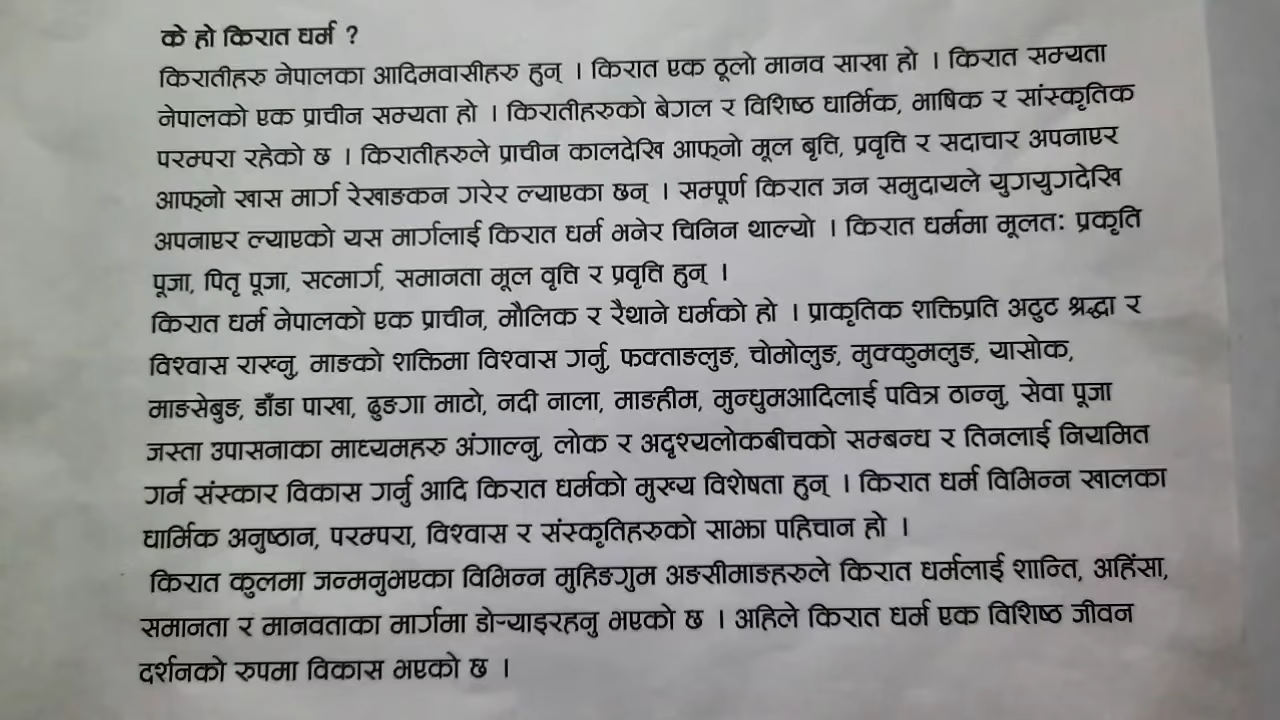 के हो किरात धर्म ?
किरातीहरु नेपालका आदिमवासीहरु हुन् । किरात एक ठूलो मानव साखा हो । किरात सभ्यता
नेपालको एक प्राचीन सभ्यता हो । किरातीहरुको बेगल र विशिष्ठ धार्मिक, भाषिक र सांस्कृतिक
परम्परा रहेको छ । किरातीहरुले प्राचीन कालदेखि आफ्नो मूल बृत्ति, प्रवृत्ति र सदाचार अपनाएर
आफ्नो खास मार्ग रेखाङकन गरेर ल्याएका छन् । सम्पूर्ण किरात जन समुदायले युगयुगदेखि
अपनाएर ल्याएको यस मार्गलाई किरात धर्म भनेर चिनिन थाल्यो । किरात धर्ममा मूलतः प्रकृति
पूजा, पितृ पूजा, सत्मार्ग, समानता मूल वृत्ति र प्रवृत्ति हुन् ।
किरात धर्म नेपालको एक प्राचीन, मौलिक र रैथाने धर्मको हो । प्राकृतिक शक्तिप्रति अटुट श्रद्धा र
विश्वास राख्नु, माङको शक्तिमा विश्वास गर्नु, फक्ताङलुङ, चोमोलुङ, मुक्कुमलुङ, यासोक,
माङसेबुङ, डाँडा पाखा, ढुङगा माटो, नदी नाला, माङहीम, मुन्धुमआदिलाई पवित्र ठान्नु, सेवा पूजा
जस्ता उपासनाका माध्यमहरु अंगाल्नु, लोक र अदृश्यलोकबीचको सम्बन्ध र तिनलाई नियमित
गर्न संस्कार विकास गर्नु आदि किरात धर्मको मुख्य विशेषता हुन् । किरात धर्म विभिन्न खालका
धार्मिक अनुष्ठान, परम्परा, विश्वास र संस्कृतिहरुको साझा पहिचान हो ।
किरात कुलमा जन्मनुभएका विभिन्न मुहिङगुम अङसीमाङहरुले किरात धर्मलाई शान्ति, अहिंसा,
समानता र मानवताका मार्गमा डोऱ्याइरहनु भएको छ । अहिले किरात धर्म एक विशिष्ठ जीवन
दर्शनको रुपमा विकास भएको छ ।